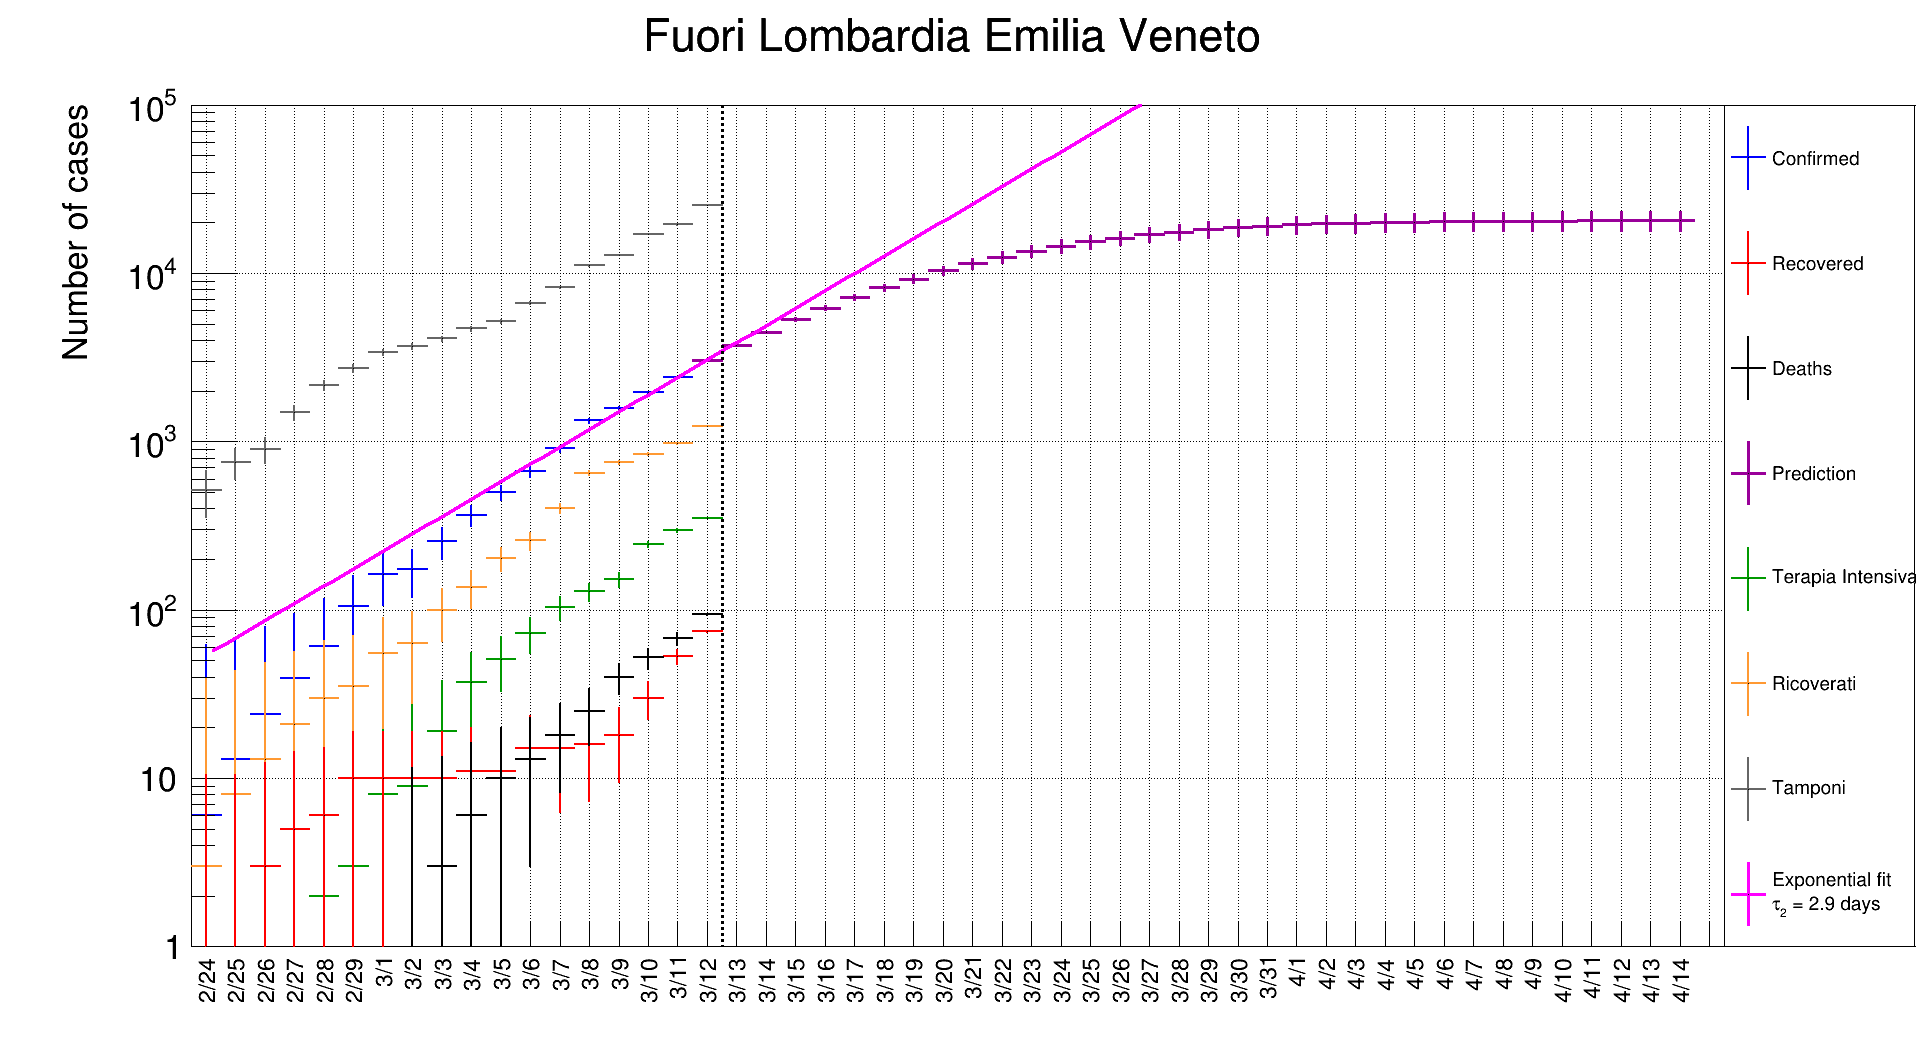 Fuori Lombardia Emilia Veneto
Number of cases
10^5
10^4
10^3
10^2
10
1
2/24 2/25 2/26 2/27 2/28 2/29 3/1 3/2 3/3 3/4 3/5 3/6 3/7 3/8 3/9 3/10 3/11 3/12 3/13 3/14 3/15 3/16 3/17 3/18 3/19 3/20 3/21 3/22 3/23 3/24 3/25 3/26 3/27 3/28 3/29 3/30 3/31 4/1 4/2 4/3 4/4 4/5 4/6 4/7 4/8 4/9 4/10 4/11 4/12 4/13 4/14
Confirmed
Recovered
Deaths
Prediction
Terapia Intensiva
Ricoverati
Tamponi
Exponential fit
τ₂ = 2.9 days